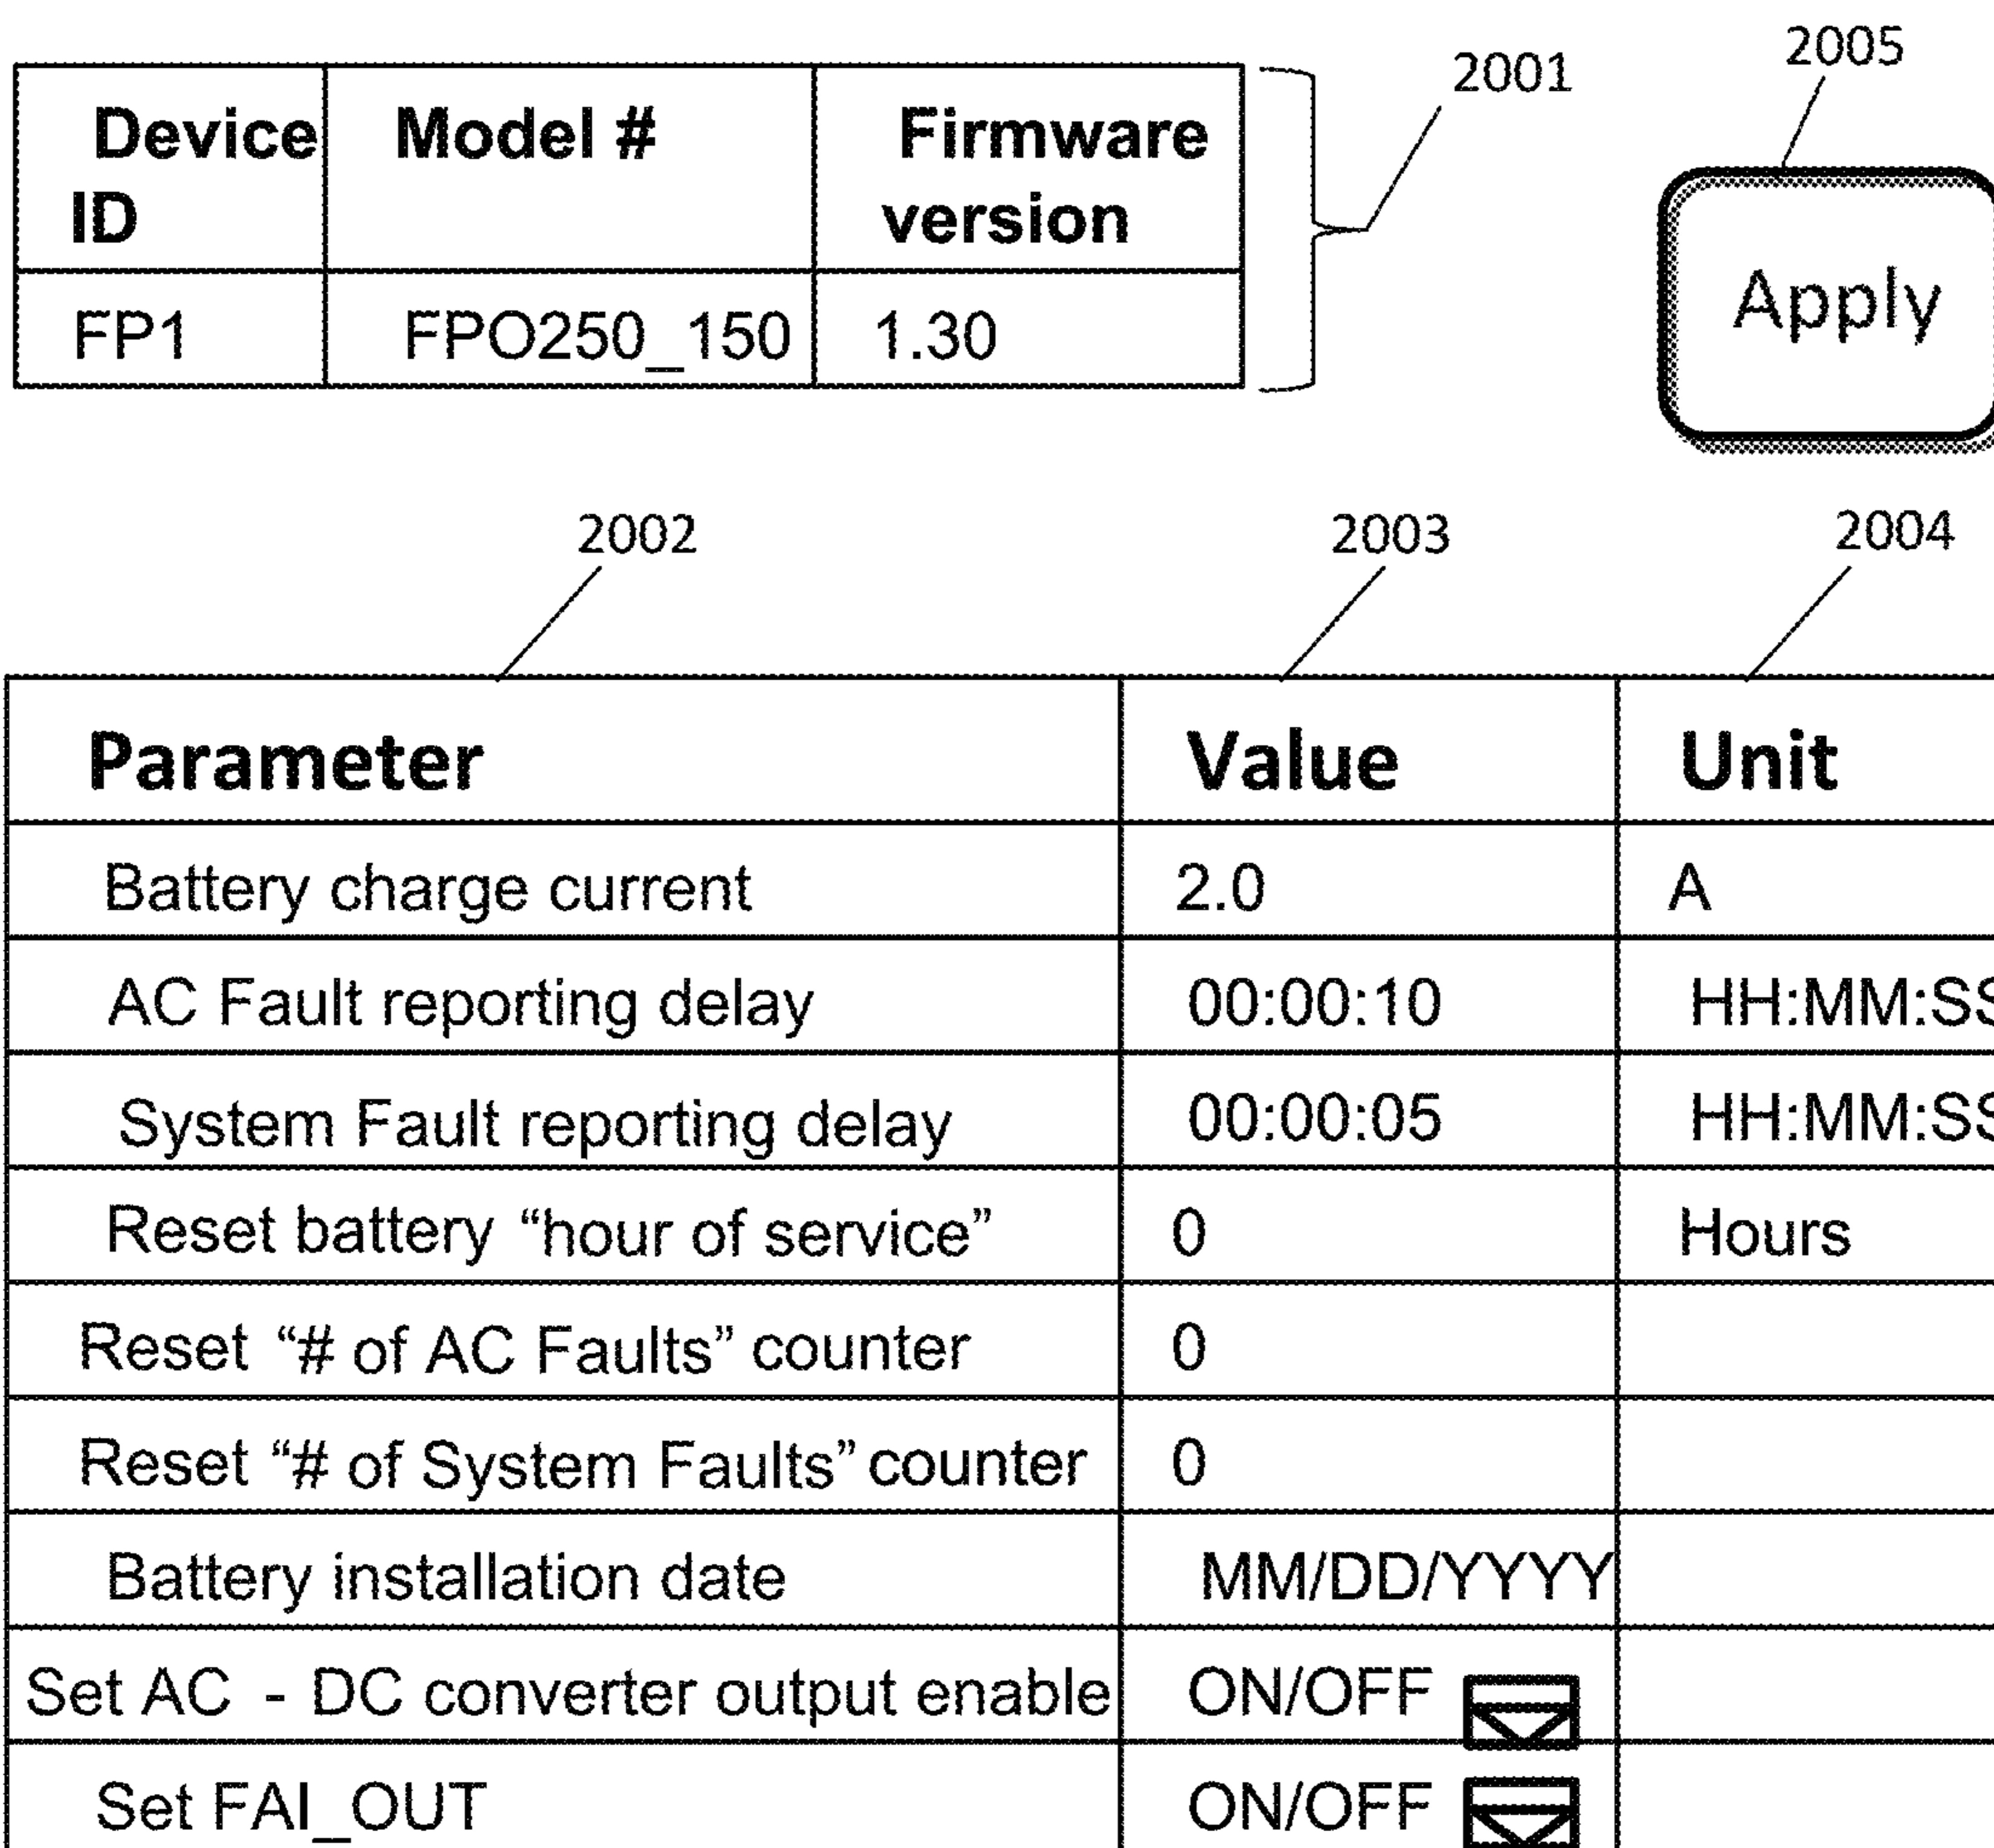 2005
2001
Device ID Model # Firmware version
FP1 FPO250_150 1.30
Apply
2002 2003 2004
Parameter Value Unit
Battery charge current 2.0 A
AC Fault reporting delay 00:00:10 HH:MM:SS
System Fault reporting delay 00:00:05 HH:MM:SS
Reset battery “hour of service” 0 Hours
Reset “# of AC Faults” counter 0
Reset “# of System Faults” counter 0
Battery installation date MM/DD/YYYY
Set AC - DC converter output enable ON/OFF
Set FAI_OUT ON/OFF